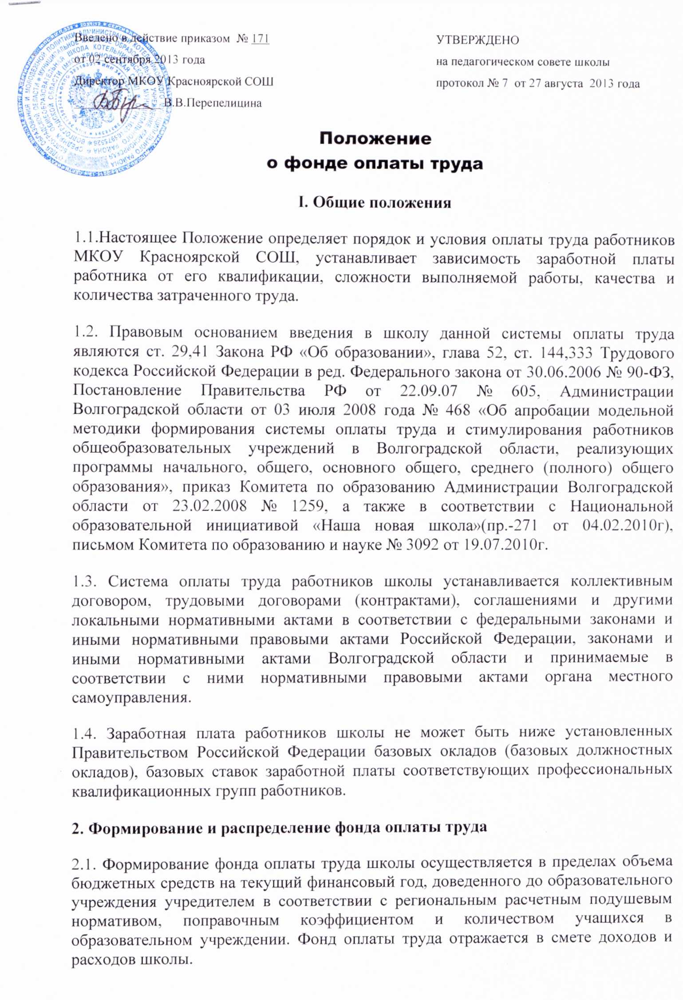 Введено в действие приказом № 171
от 02 сентября 2013 года
Директор МКОУ Красноярской СОШ
В.В.Перепелицина
УТВЕРЖДЕНО
на педагогическом совете школы
протокол № 7 от 27 августа 2013 года
Положение
о фонде оплаты труда
I. Общие положения
1.1.Настоящее Положение определяет порядок и условия оплаты труда работников
МКОУ Красноярской СОШ, устанавливает зависимость заработной платы
работника от его квалификации, сложности выполняемой работы, качества и
количества затраченного труда.
1.2. Правовым основанием введения в школу данной системы оплаты труда
являются ст. 29,41 Закона РФ «Об образовании», глава 52, ст. 144,333 Трудового
кодекса Российской Федерации в ред. Федерального закона от 30.06.2006 № 90-ФЗ,
Постановление Правительства РФ от 22.09.07 № 605, Администрации
Волгоградской области от 03 июля 2008 года № 468 «Об апробации модельной
методики формирования системы оплаты труда и стимулирования работников
общеобразовательных учреждений в Волгоградской области, реализующих
программы начального, общего, основного общего, среднего (полного) общего
образования», приказ Комитета по образованию Администрации Волгоградской
области от 23.02.2008 № 1259, а также в соответствии с Национальной
образовательной инициативой «Наша новая школа»(пр.-271 от 04.02.2010г),
письмом Комитета по образованию и науке № 3092 от 19.07.2010г.
1.3. Система оплаты труда работников школы устанавливается коллективным
договором, трудовыми договорами (контрактами), соглашениями и другими
локальными нормативными актами в соответствии с федеральными законами и
иными нормативными правовыми актами Российской Федерации, законами и
иными нормативными актами Волгоградской области и принимаемые в
соответствии с ними нормативными правовыми актами органа местного
самоуправления.
1.4. Заработная плата работников школы не может быть ниже установленных
Правительством Российской Федерации базовых окладов (базовых должностных
окладов), базовых ставок заработной платы соответствующих профессиональных
квалификационных групп работников.
2. Формирование и распределение фонда оплаты труда
2.1. Формирование фонда оплаты труда школы осуществляется в пределах объема
бюджетных средств на текущий финансовый год, доведенного до образовательного
учреждения учредителем в соответствии с региональным расчетным подушевым
нормативом, поправочным коэффициентом и количеством учащихся в
образовательном учреждении. Фонд оплаты труда отражается в смете доходов и
расходов школы.